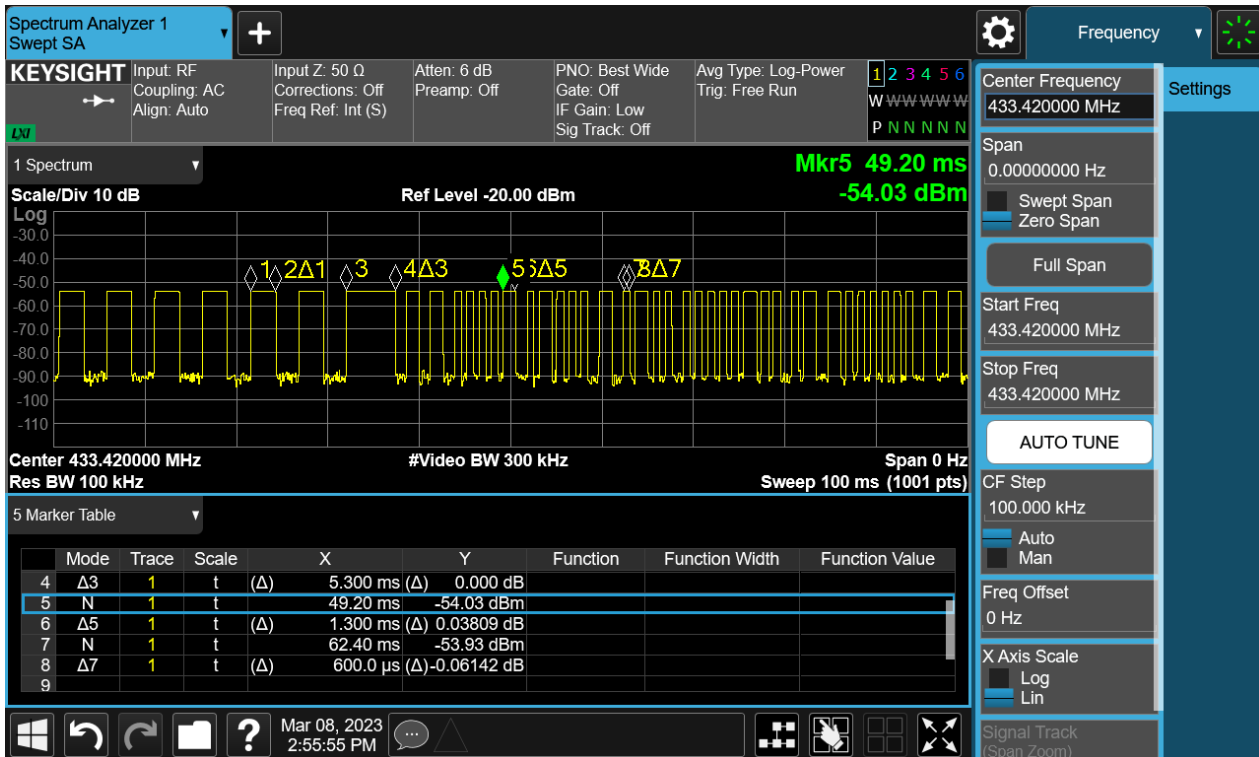 Spectrum Analyzer 1
Swept SA
+
Frequency
KEYSIGHT
LXI
Input: RF
Coupling: AC
Align: Auto
Input Z: 50 Ω
Corrections: Off
Freq Ref: Int (S)
Atten: 6 dB
Preamp: Off
PNO: Best Wide
Gate: Off
IF Gain: Low
Sig Track: Off
Avg Type: Log-Power
Trig: Free Run
1 2 3 4 5 6
W W W W W W
P N N N N N
1 Spectrum
Mkr5 49.20 ms
Scale/Div 10 dB
Ref Level -20.00 dBm
-54.03 dBm
Log
-30.0
-40.0
-50.0
-60.0
-70.0
-80.0
-90.0
-100
-110
1 2Δ1 3 4Δ3 5 Δ5 8Δ7
Center 433.420000 MHz
#Video BW 300 kHz
Span 0 Hz
Res BW 100 kHz
Sweep 100 ms (1001 pts)
5 Marker Table
Mode Trace Scale X Y Function Function Width Function Value
4 Δ3 1 t (Δ) 5.300 ms (Δ) 0.000 dB
5 N 1 t 49.20 ms -54.03 dBm
6 Δ5 1 t (Δ) 1.300 ms (Δ) 0.03809 dB
7 N 1 t 62.40 ms -53.93 dBm
8 Δ7 1 t (Δ) 600.0 µs (Δ) -0.06142 dB
9
?
Mar 08, 2023
2:55:55 PM
Center Frequency
433.420000 MHz
Settings
Span
0.00000000 Hz
Swept Span
Zero Span
Full Span
Start Freq
433.420000 MHz
Stop Freq
433.420000 MHz
AUTO TUNE
CF Step
100.000 kHz
Auto
Man
Freq Offset
0 Hz
X Axis Scale
Log
Lin
Signal Track
(Span Zoom)